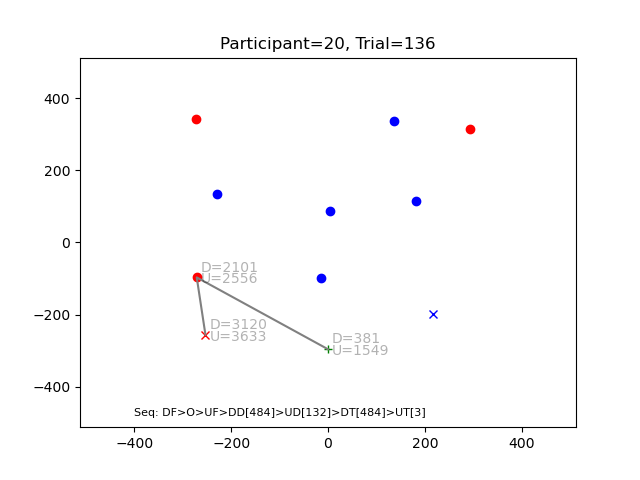 Participant=20, Trial=136
400
200
0
−200
−400
D=2101
U=2556
D=3120
U=3633
D=381
U=1549
Seq: DF>O>UF>DD[484]>UD[132]>DT[484]>UT[3]
−400 −200 0 200 400